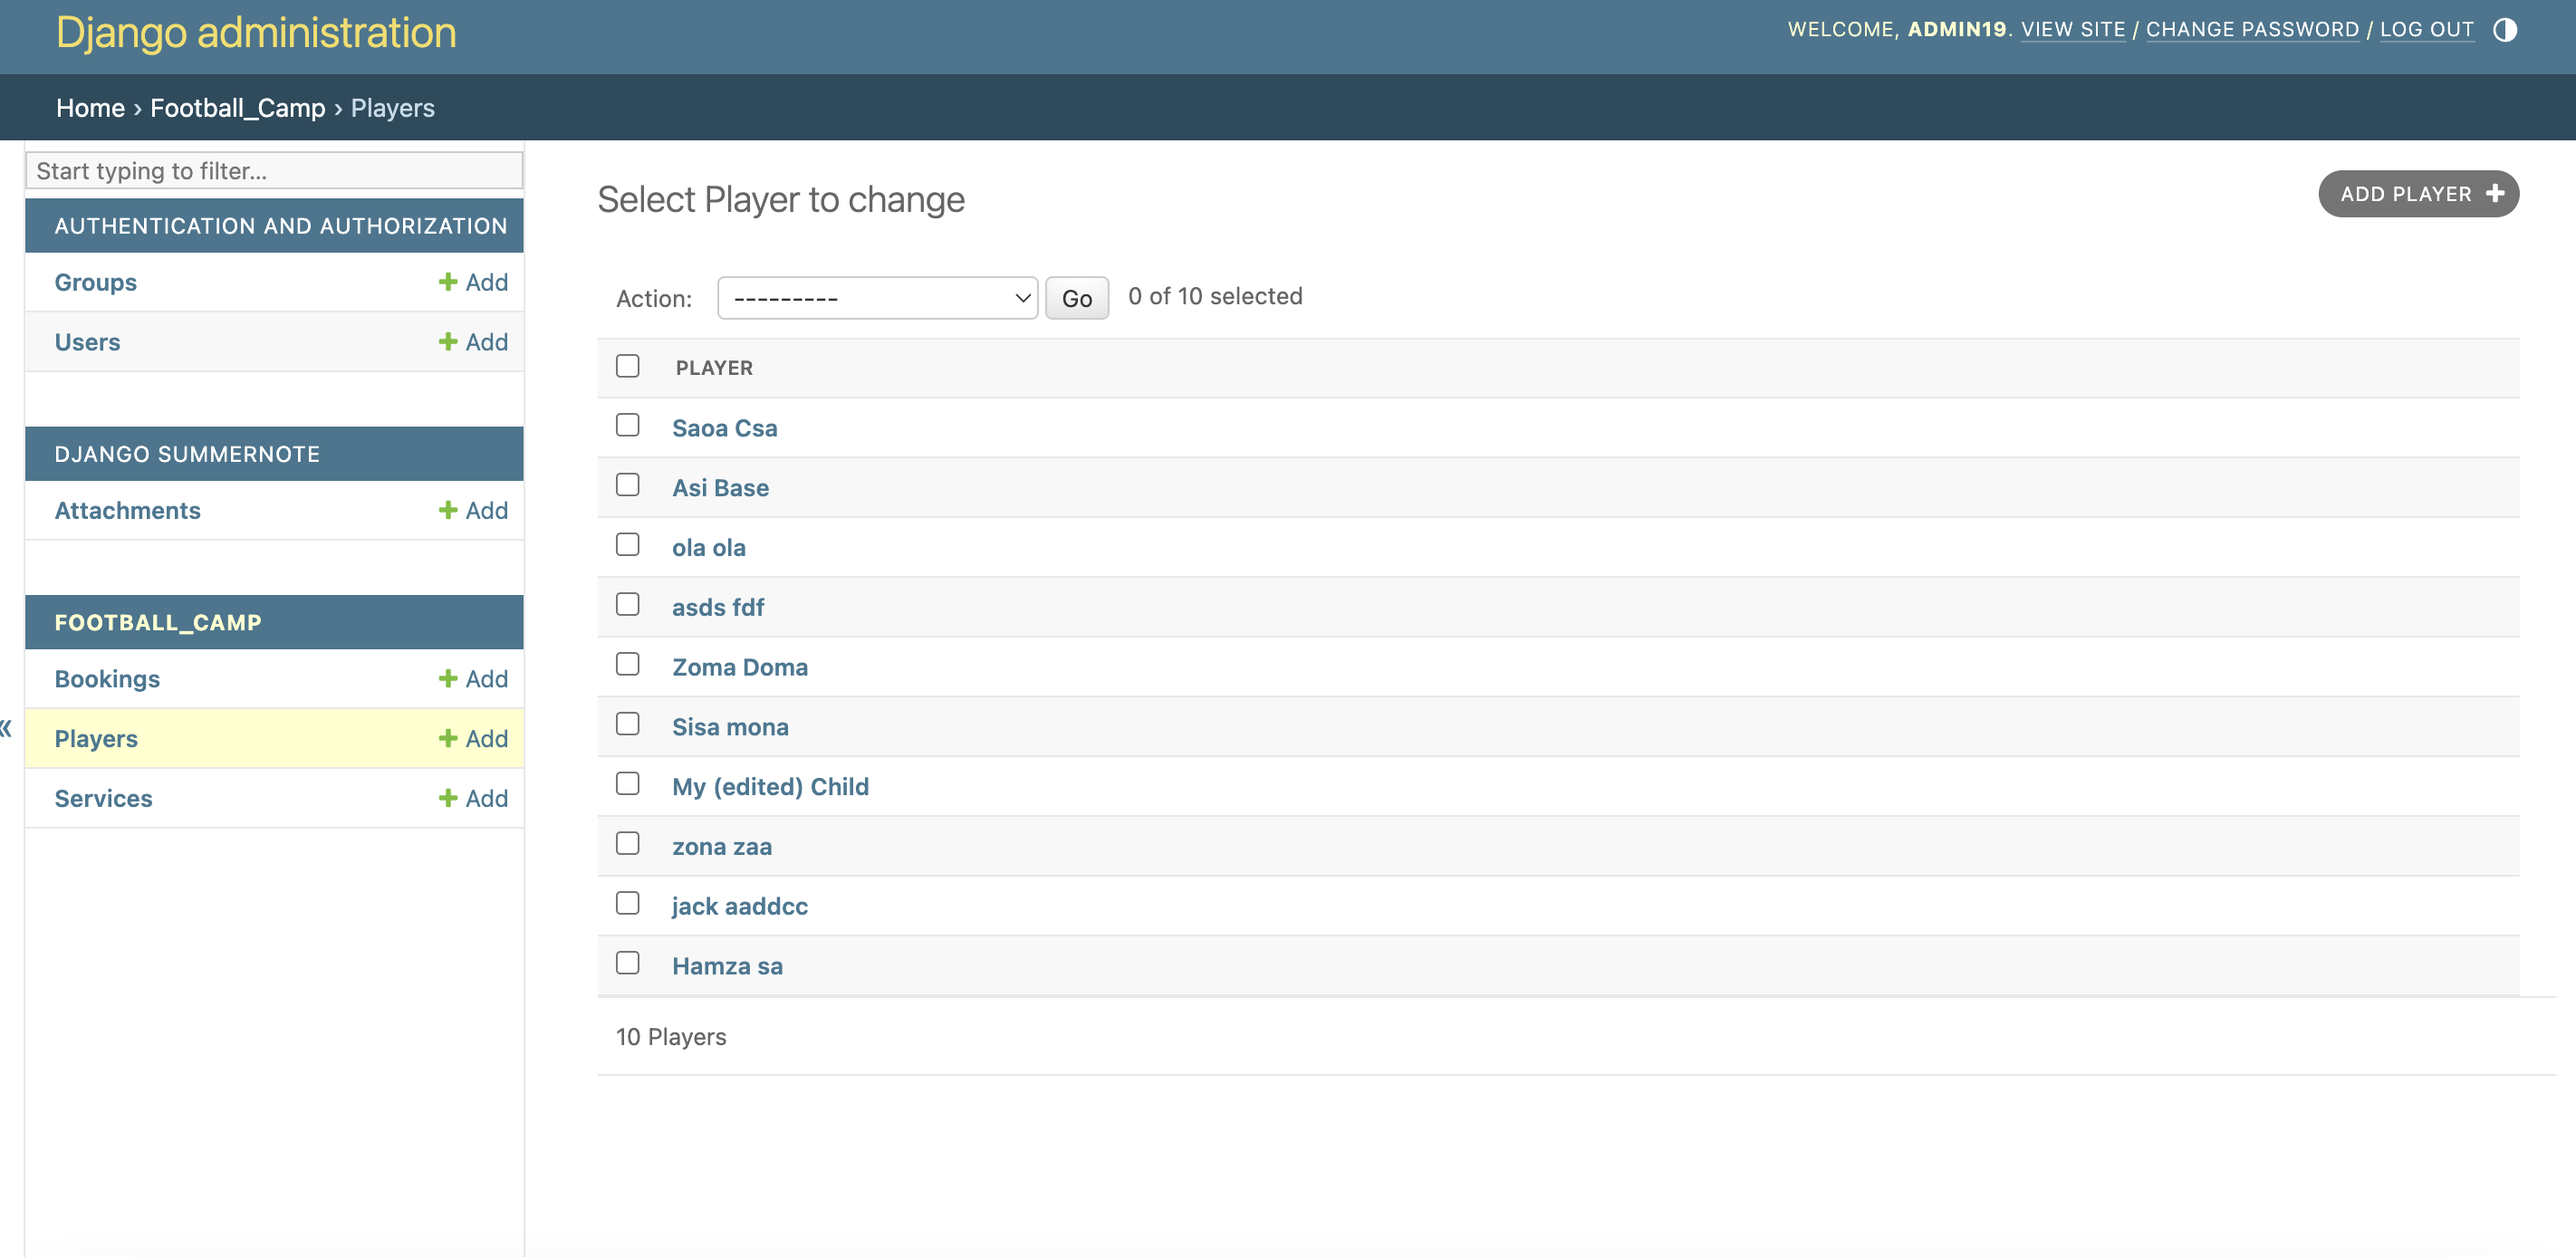 Django administration
WELCOME, ADMIN19. VIEW SITE / CHANGE PASSWORD / LOG OUT
Home › Football_Camp › Players
Start typing to filter...
AUTHENTICATION AND AUTHORIZATION
Groups + Add
Users + Add
DJANGO SUMMERNOTE
Attachments + Add
FOOTBALL_CAMP
Bookings + Add
Players + Add
Services + Add
«
Select Player to change
ADD PLAYER +
Action: --------- Go 0 of 10 selected
PLAYER
Saoa Csa
Asi Base
ola ola
asds fdf
Zoma Doma
Sisa mona
My (edited) Child
zona zaa
jack aaddcc
Hamza sa
10 Players